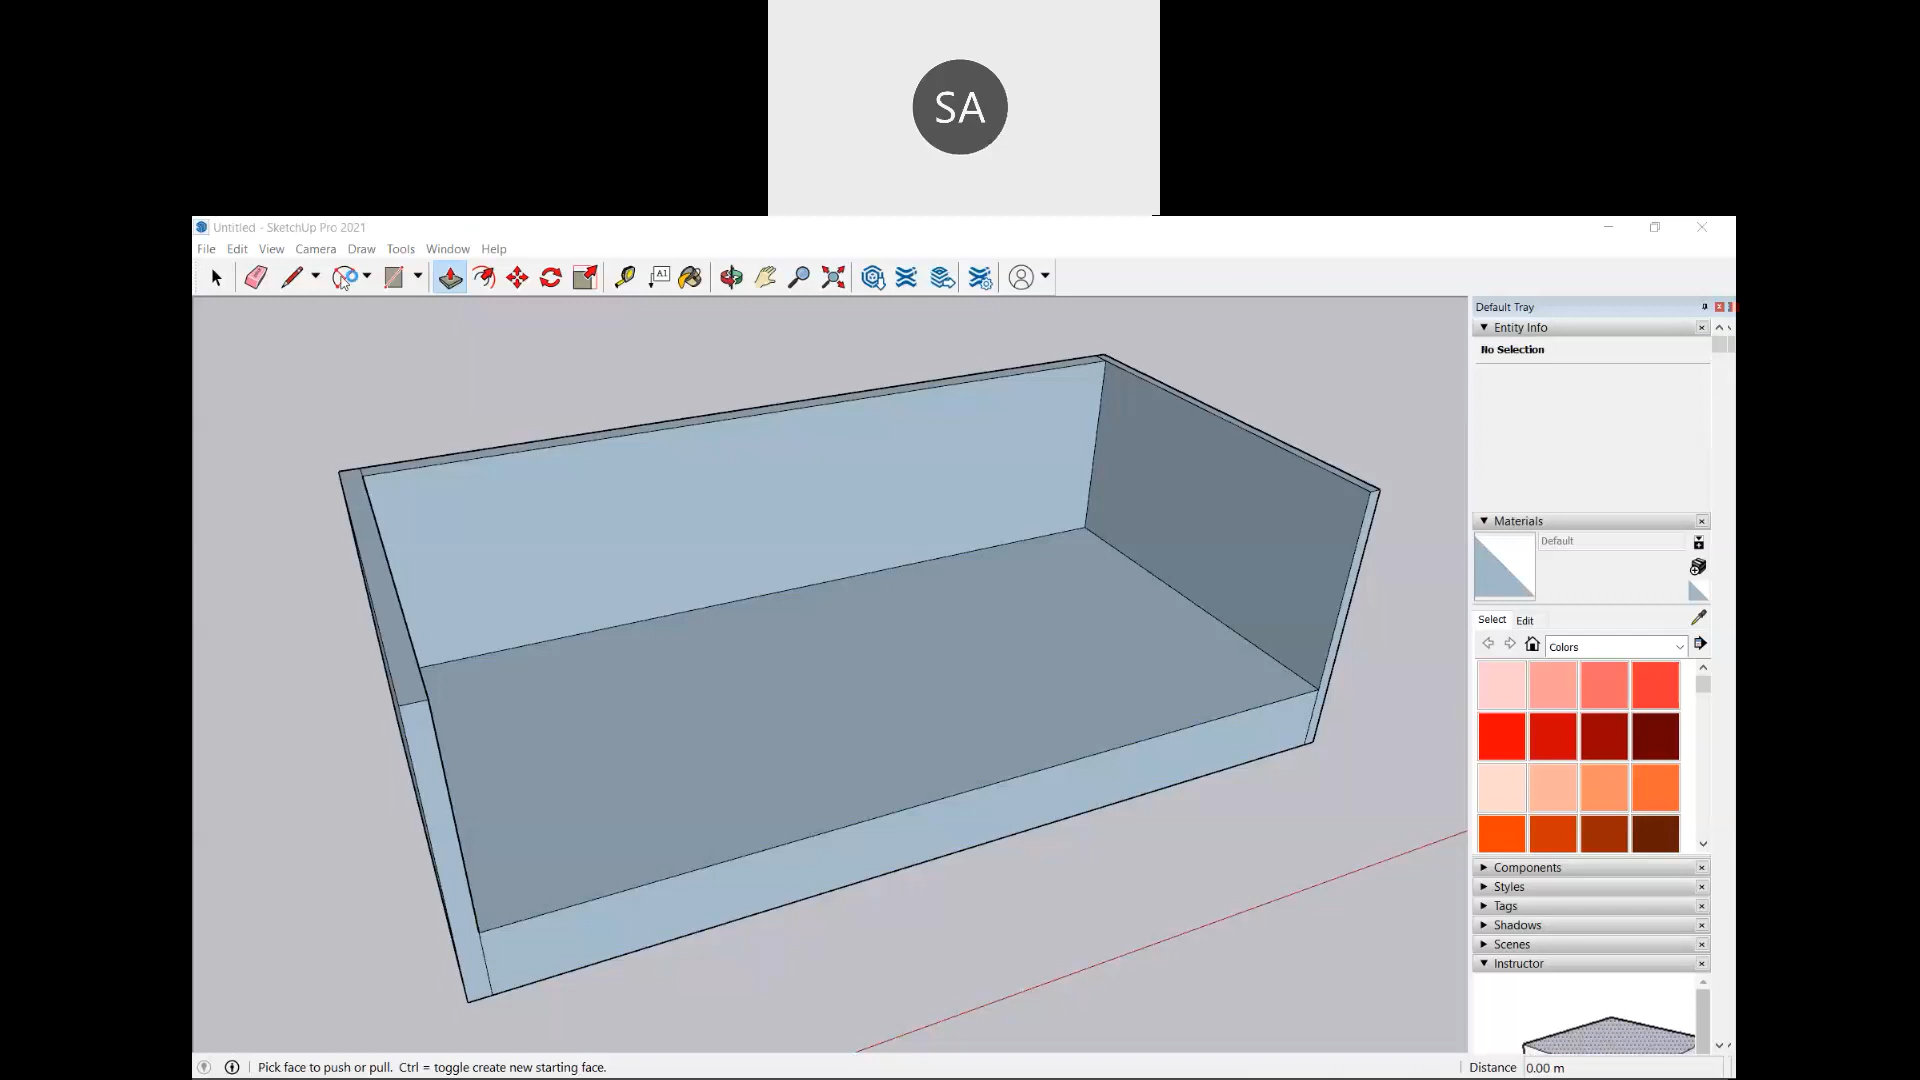 SA
Untitled - SketchUp Pro 2021
File Edit View Camera Draw Tools Window Help
A1
Default Tray
Entity Info
No Selection
Materials
Default
Select Edit
Colors
Components
Styles
Tags
Shadows
Scenes
Instructor
Pick face to push or pull. Ctrl = toggle create new starting face.
Distance 0.00 m